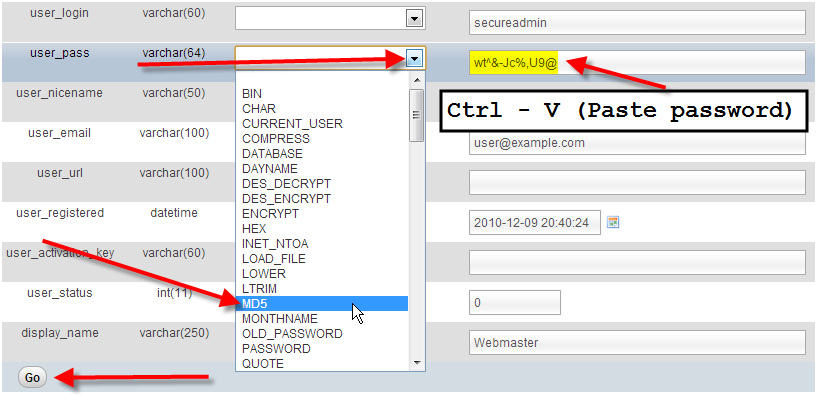 user_login varchar(60) secureadmin
user_pass varchar(64) wt^&-Jc%,U9@
user_nicename varchar(50)
BIN
CHAR
Ctrl - V (Paste password)
CURRENT_USER
user_email varchar(100) user@example.com
COMPRESS
DATABASE
DAYNAME
user_url varchar(100)
DES_DECRYPT
DES_ENCRYPT
user_registered datetime 2010-12-09 20:40:24
ENCRYPT
HEX
INET_NTOA
user_activation_key varchar(60)
LOAD_FILE
LOWER
LTRIM
user_status int(11) 0
MD5
MONTHNAME
display_name varchar(250) Webmaster
OLD_PASSWORD
PASSWORD
QUOTE
Go